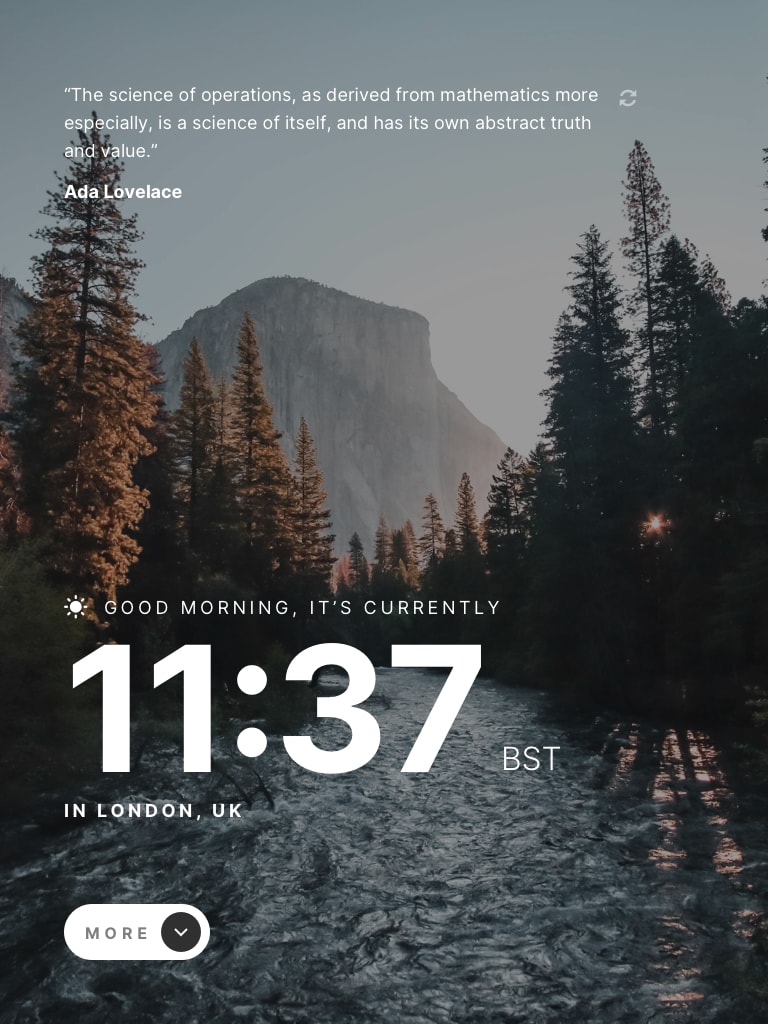 “The science of operations, as derived from mathematics more
especially, is a science of itself, and has its own abstract truth
and value.”
Ada Lovelace
GOOD MORNING, IT’S CURRENTLY
11:37 BST
IN LONDON, UK
MORE